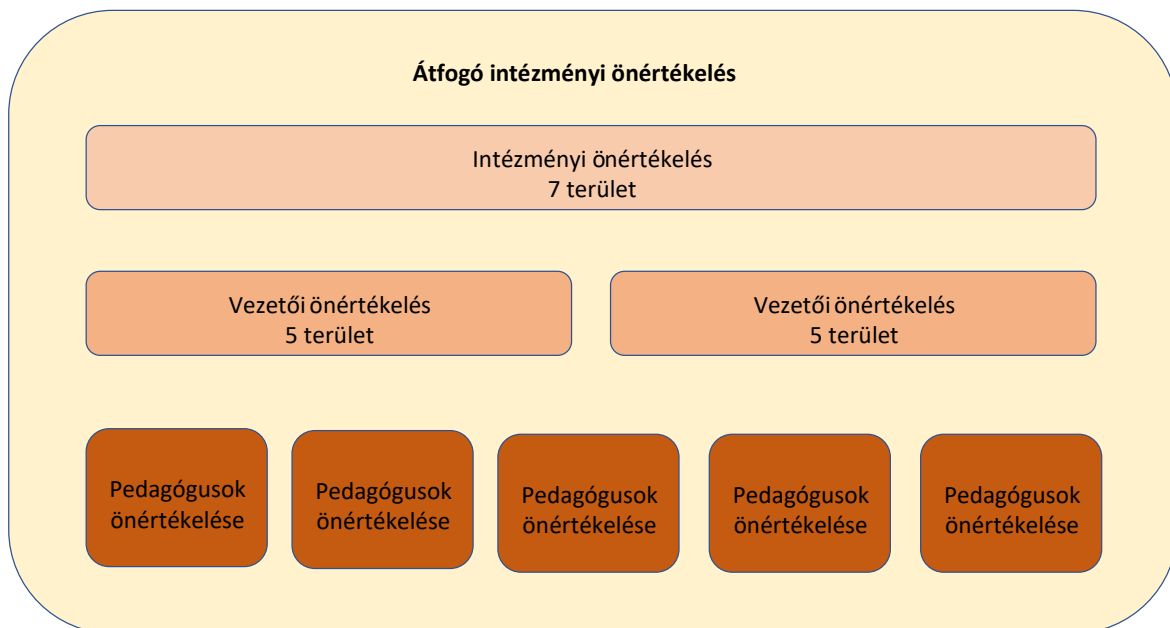 Átfogó intézményi önértékelés
Intézményi önértékelés
7 terület
Vezetői önértékelés
5 terület
Vezetői önértékelés
5 terület
Pedagógusok
önértékelése
Pedagógusok
önértékelése
Pedagógusok
önértékelése
Pedagógusok
önértékelése
Pedagógusok
önértékelése